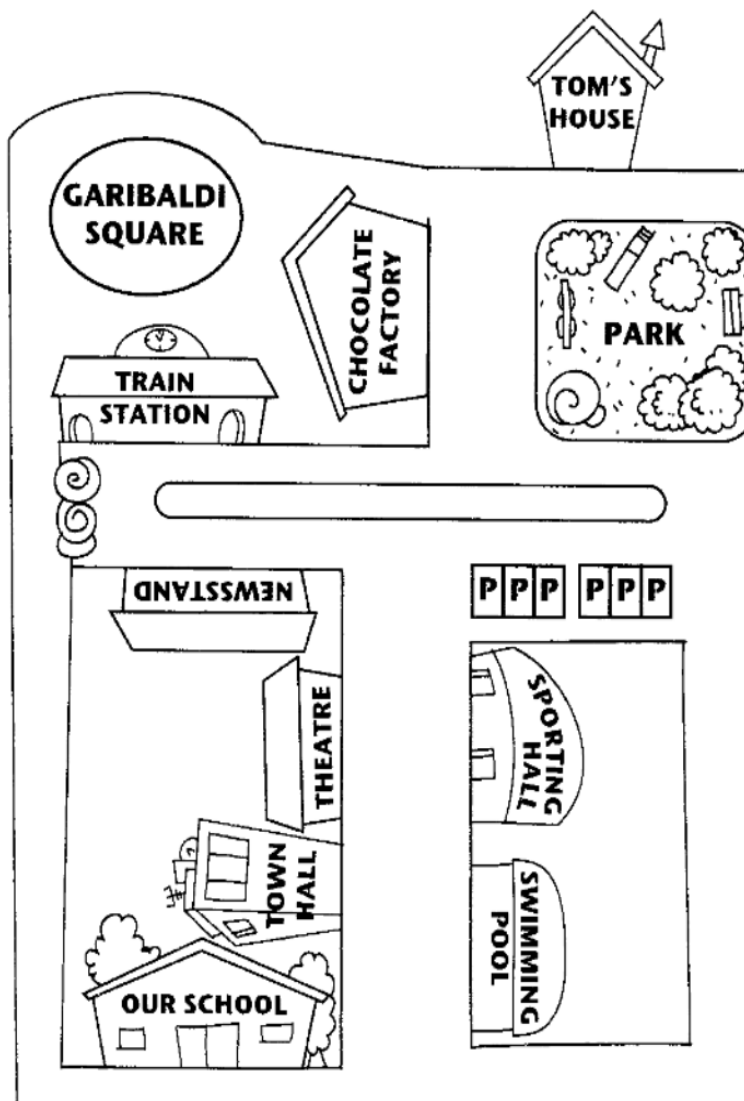 TOM'S
HOUSE
GARIBALDI
SQUARE
CHOCOLATE
FACTORY
PARK
TRAIN
STATION
NEWSSTAND
P P P P P P
THEATRE
SPORTING
HALL
TOWN
HALL
SWIMMING
POOL
OUR SCHOOL